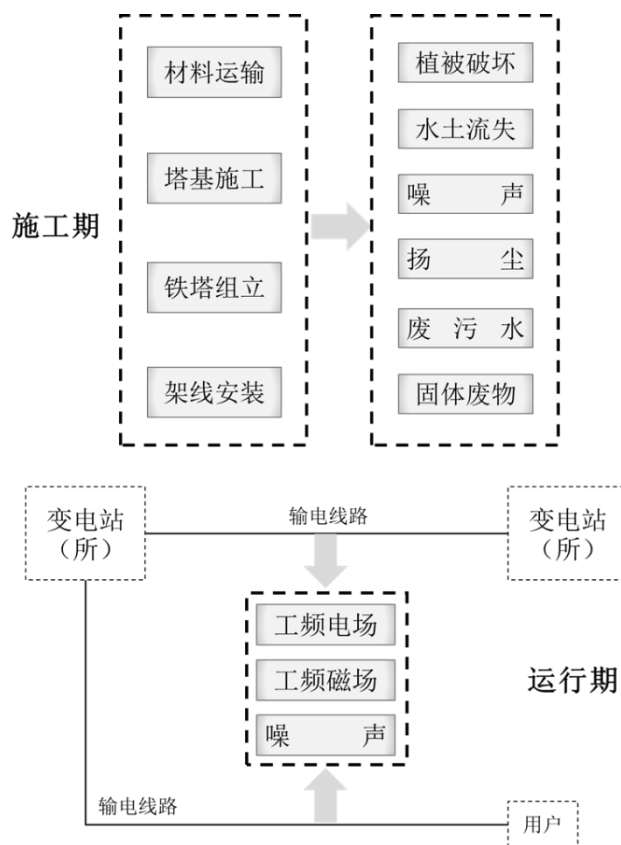 施工期
材料运输
塔基施工
铁塔组立
架线安装
植被破坏
水土流失
噪 声
扬 尘
废 污 水
固体废物
变电站
（所）
输电线路
变电站
（所）
工频电场
工频磁场
噪 声
运行期
输电线路
用户